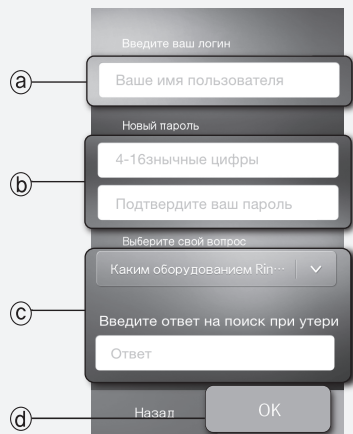 Введите ваш логин
ⓐ
Ваше имя пользователя
Новый пароль
ⓑ
4-16знычные цифры
Подтвердите ваш пароль
Выберите свой вопрос
Каким оборудованием Rin···
ⓒ
Введите ответ на поиск при утери
Ответ
ⓓ
Назад
OK